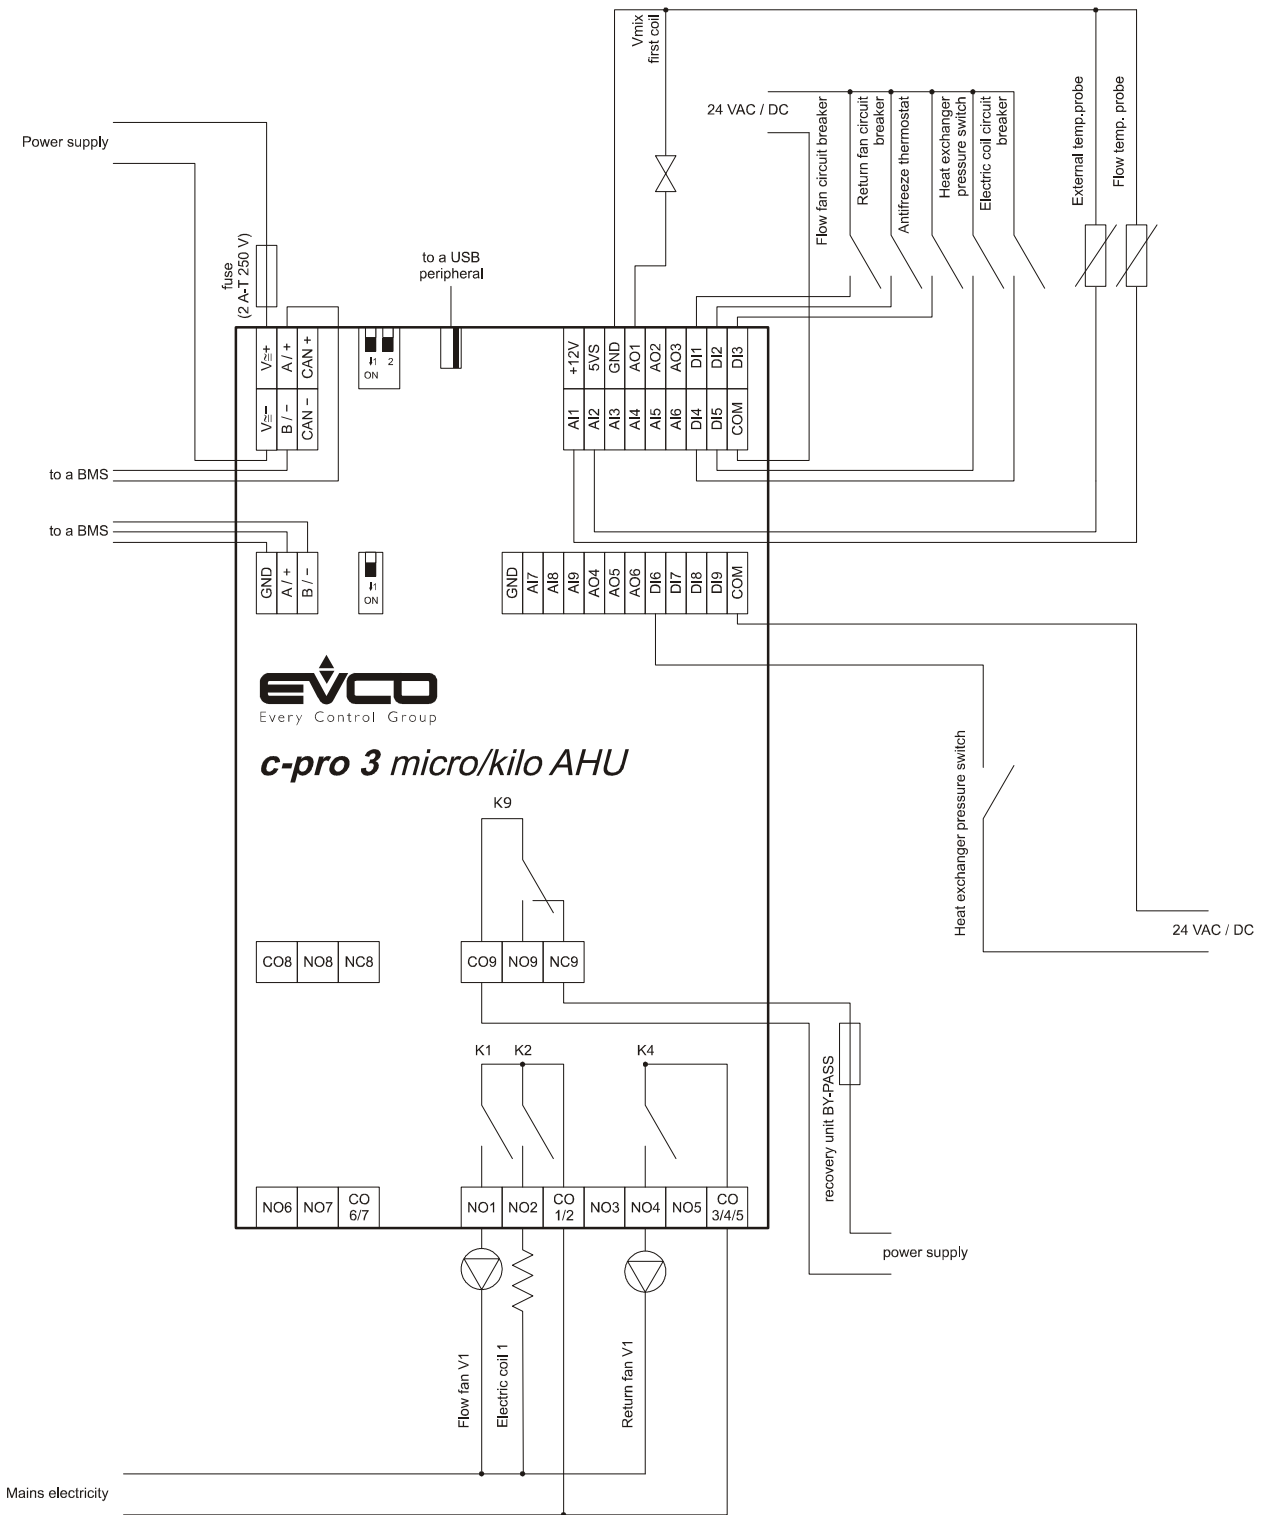 Vmix
first coil
24 VAC / DC
Flow fan circuit breaker
Return fan circuit
breaker
Antifreeze thermostat
Heat exchanger
pressure switch
Electric coil circuit
breaker
External temp.probe
Flow temp. probe
Power supply
fuse
(2 A-T 250 V)
to a USB
peripheral
V≂+
A / +
CAN +
1
2
ON
+12V
5VS
GND
AO1
AO2
AO3
DI1
DI2
DI3
V≂−
B / −
CAN −
AI1
AI2
AI3
AI4
AI5
AI6
DI4
DI5
COM
to a BMS
to a BMS
GND
A / +
B / −
1
ON
GND
AI7
AI8
AI9
AO4
AO5
AO6
DI6
DI7
DI8
DI9
COM
EVCO
Every Control Group
c-pro 3 micro/kilo AHU
Heat exchanger pressure switch
K9
24 VAC / DC
CO8
NO8
NC8
CO9
NO9
NC9
K1
K2
K4
recovery unit BY-PASS
NO6
NO7
CO
6/7
NO1
NO2
CO
1/2
NO3
NO4
NO5
CO
3/4/5
power supply
Flow fan V1
Electric coil 1
Return fan V1
Mains electricity